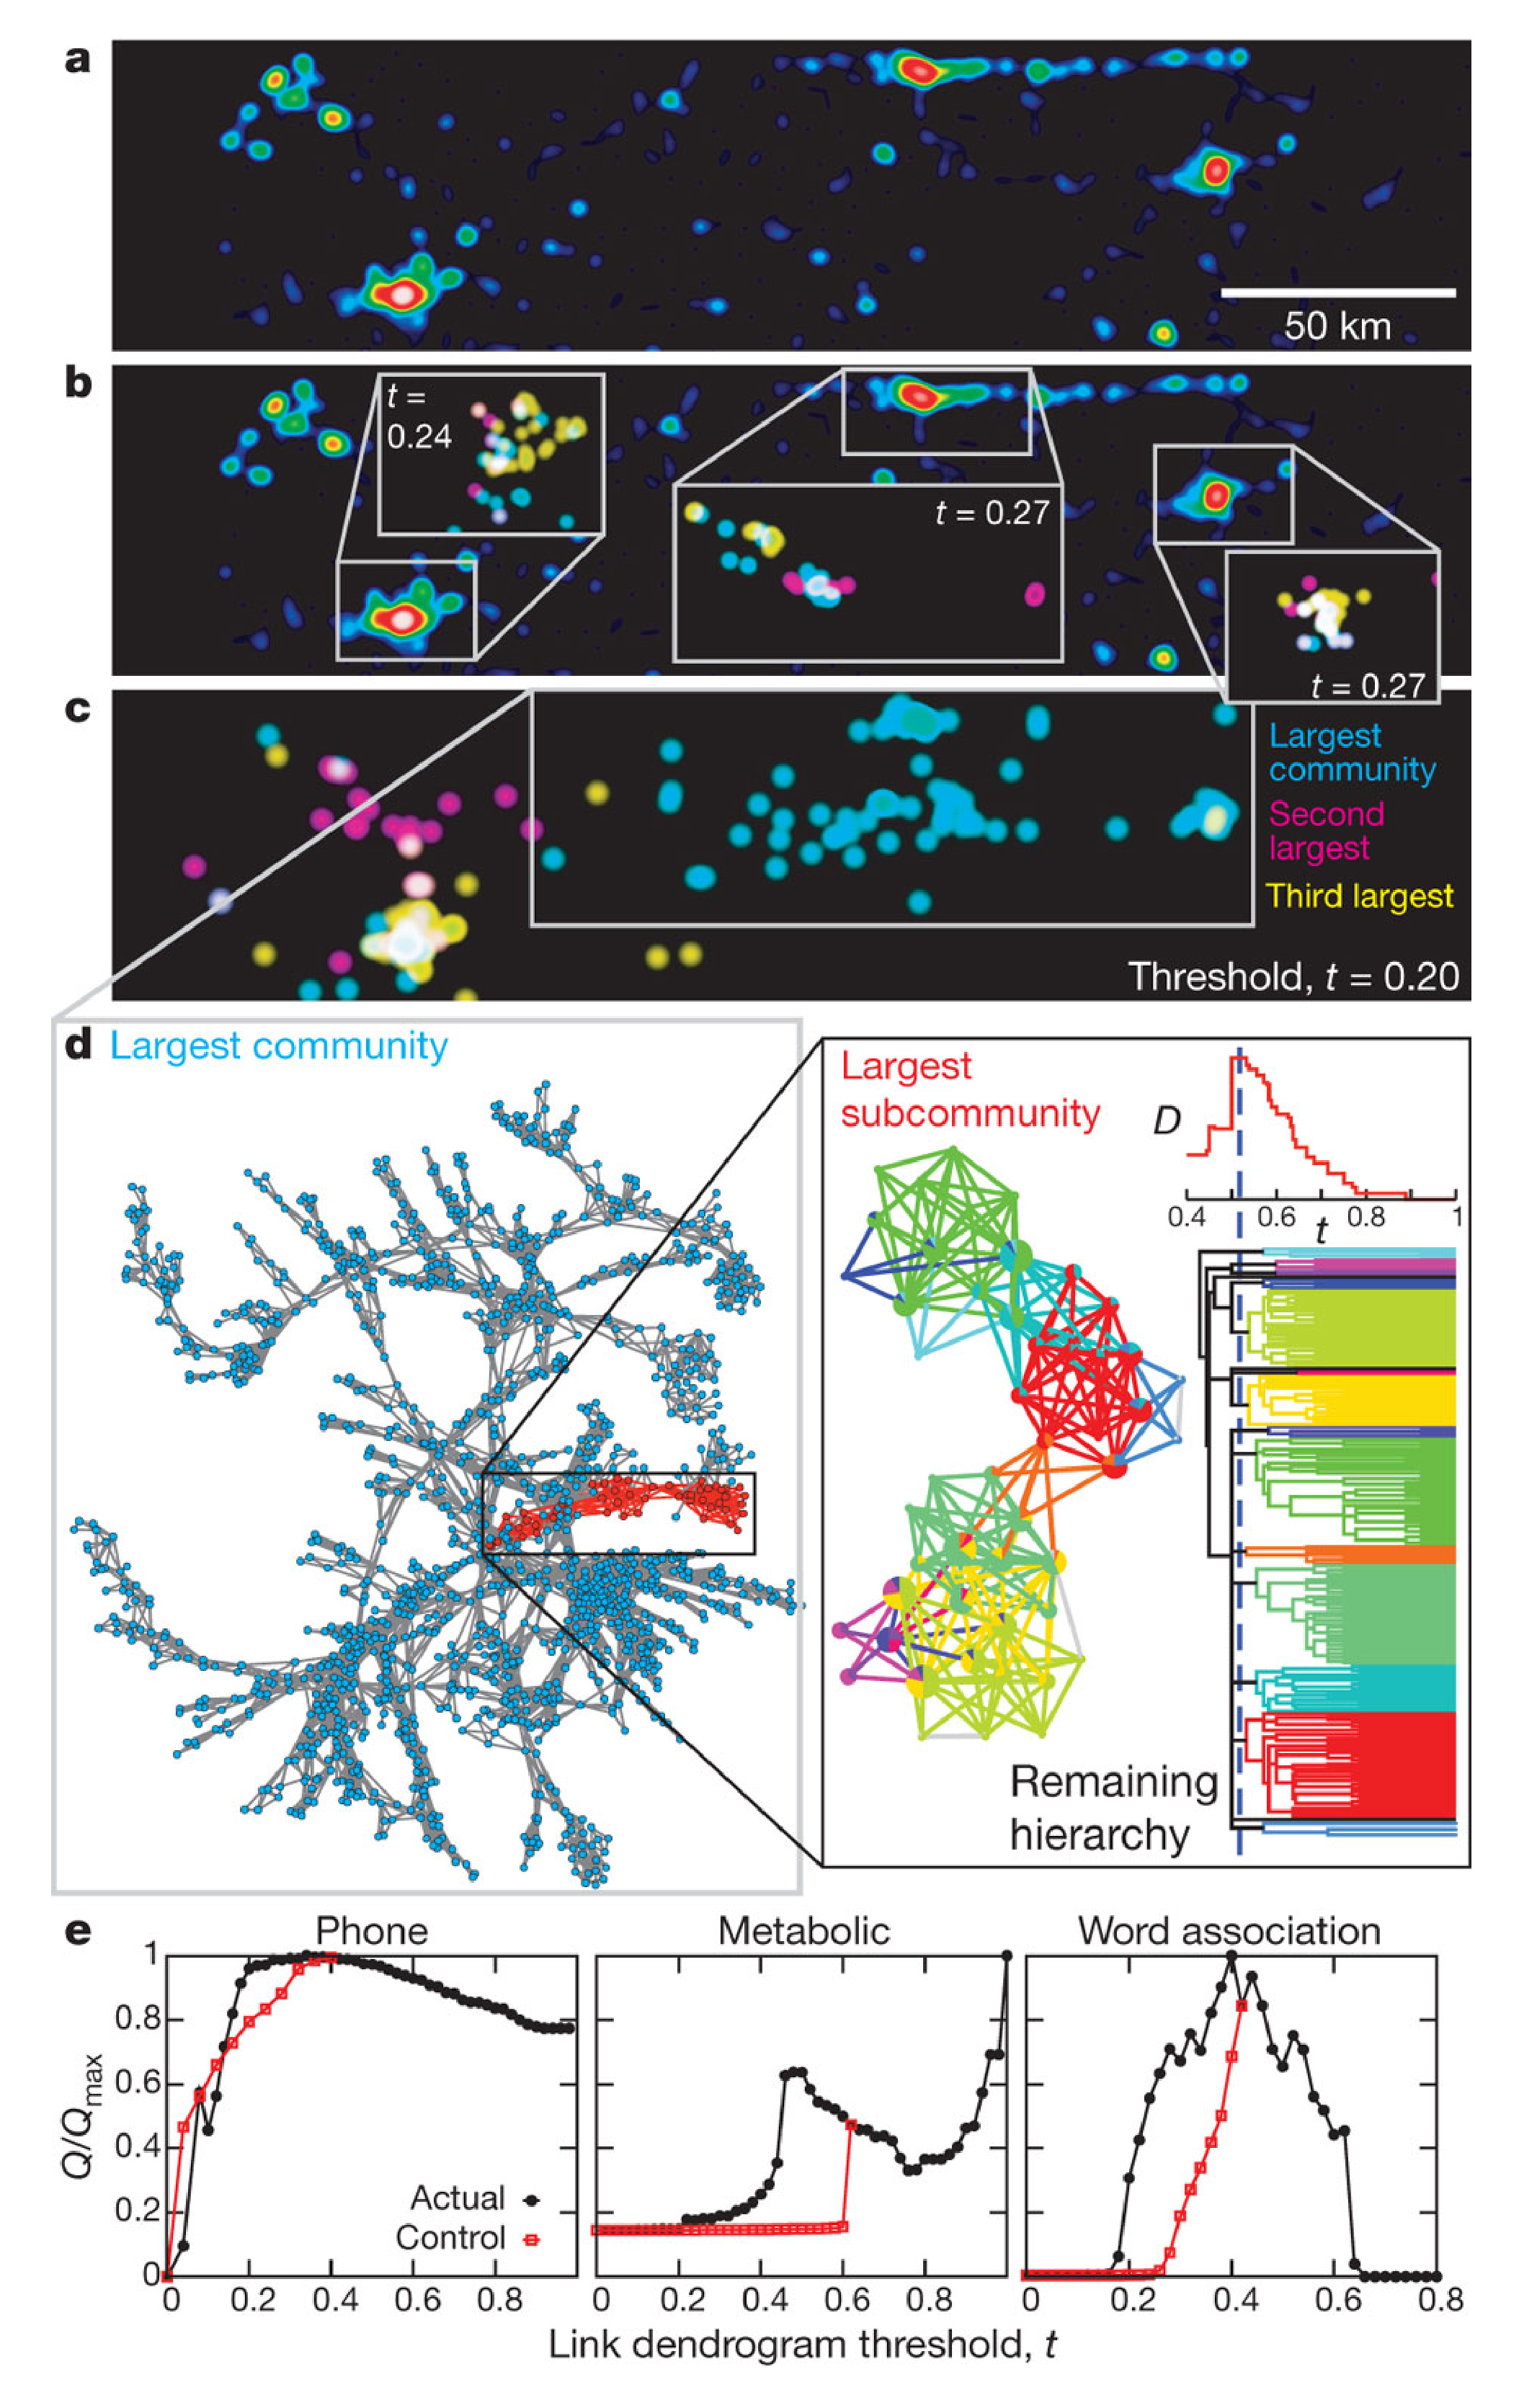 a
50 km
b
t =
0.24
t = 0.27
t = 0.27
c
Largest
community
Second
largest
Third largest
Threshold, t = 0.20
d Largest community
Largest
subcommunity
D
0.4 0.6 0.8 1
t
Remaining
hierarchy
e
Phone Metabolic Word association
1
0.8
0.6
0.4
0.2
0
Q/Qmax
Actual
Control
0 0.2 0.4 0.6 0.8 0 0.2 0.4 0.6 0.8 0 0.2 0.4 0.6 0.8
Link dendrogram threshold, t